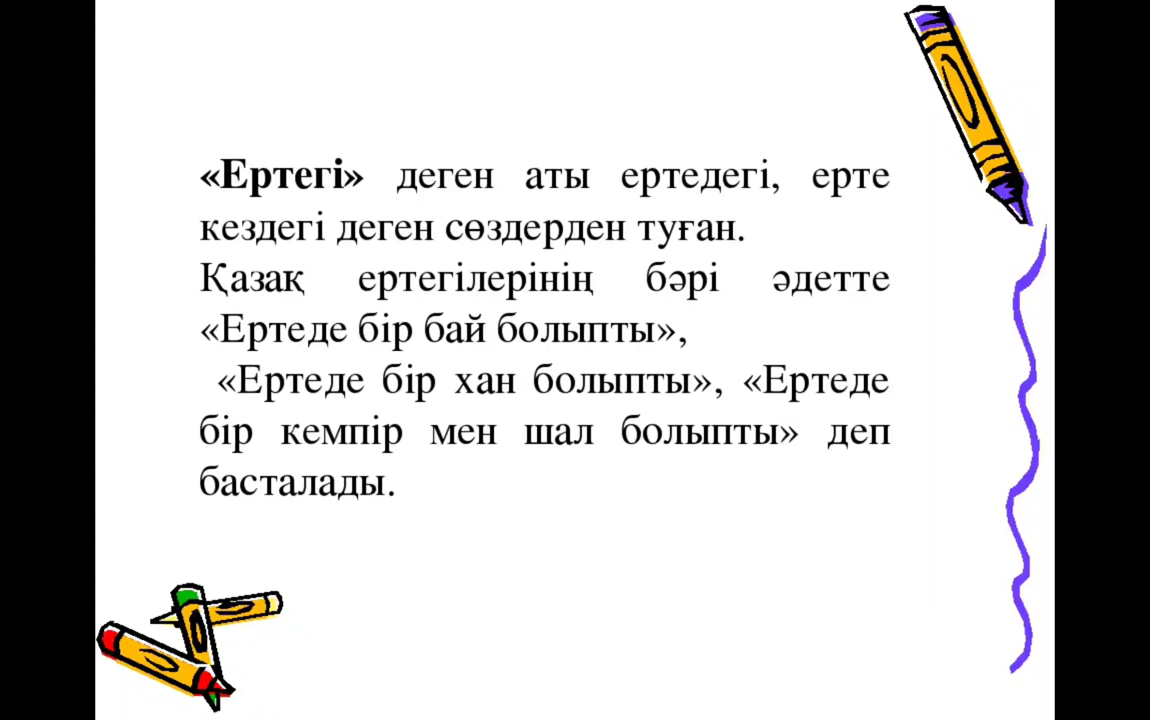 «Ертегі» деген аты ертедегі, ерте
кездегі деген сөздерден туған.
Қазақ ертегілерінің бәрі әдетте
«Ертеде бір бай болыпты»,
«Ертеде бір хан болыпты», «Ертеде
бір кемпір мен шал болыпты» деп
басталады.